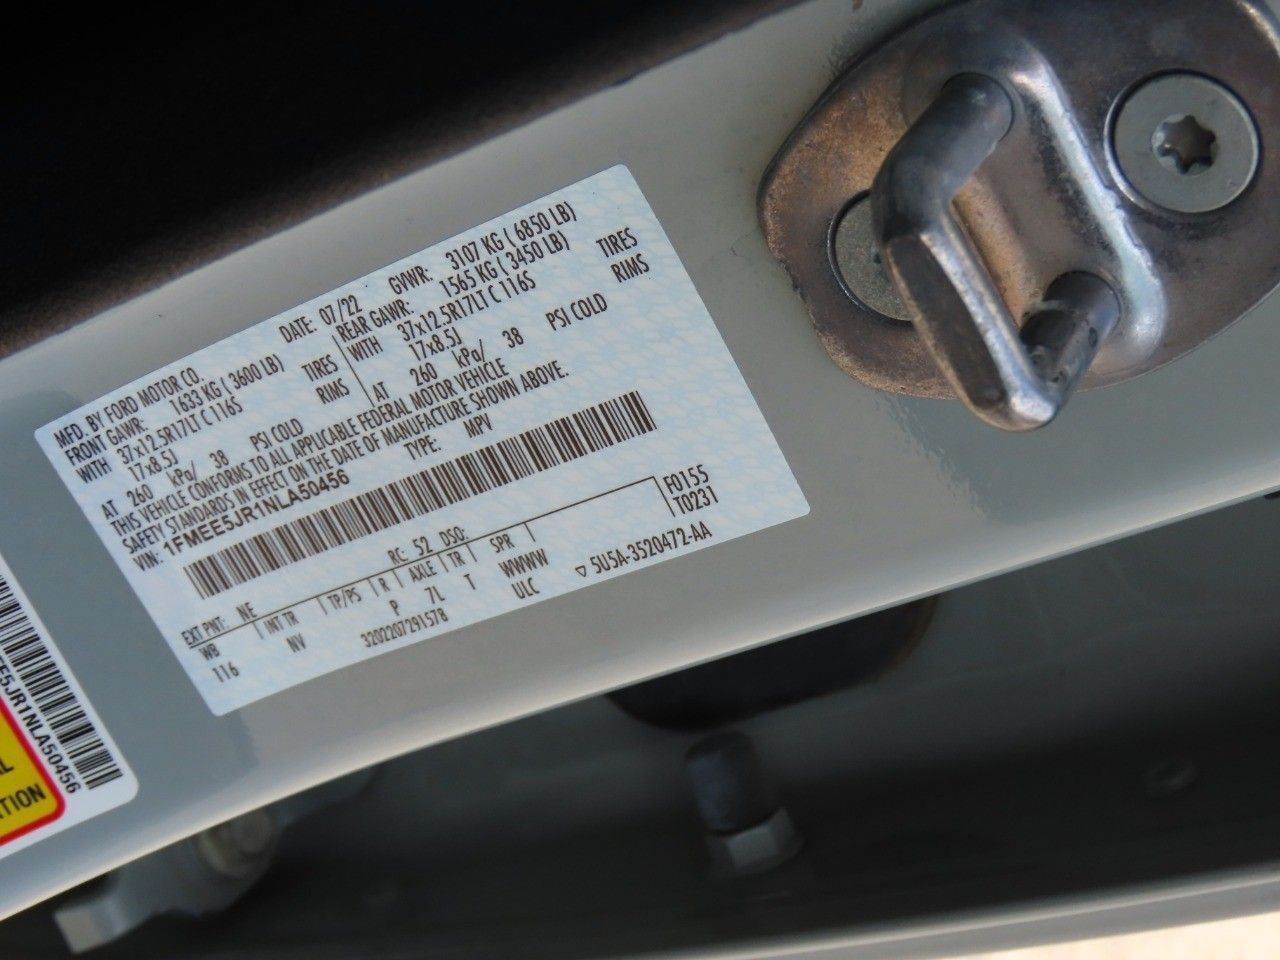 MFD. BY FORD MOTOR CO. DATE: 07/22 GVWR: 3107 KG ( 6850 LB)
FRONT GAWR: 1633 KG ( 3600 LB) REAR GAWR: 1565 KG ( 3450 LB)
WITH 37x12.5R17LT C 116S TIRES WITH 37x12.5R17LT C 116S TIRES
17x8.5J RIMS 17x8.5J RIMS
AT 260 kPa/ 38 PSI COLD AT 260 kPa/ 38 PSI COLD
THIS VEHICLE CONFORMS TO ALL APPLICABLE FEDERAL MOTOR VEHICLE
SAFETY STANDARDS IN EFFECT ON THE DATE OF MANUFACTURE SHOWN ABOVE.
VIN: 1FMEE5JR1NLA50456 TYPE: MPV
F0155
T0231
EXT PNT: NE RC: 52 DSO:
WB INT TR TP/PS R AXLE TR SPR
116 NV P 7L T WWWW
3202207291578 ULC ▽ 5U5A-3520472-AA
E5JR1NLA50456